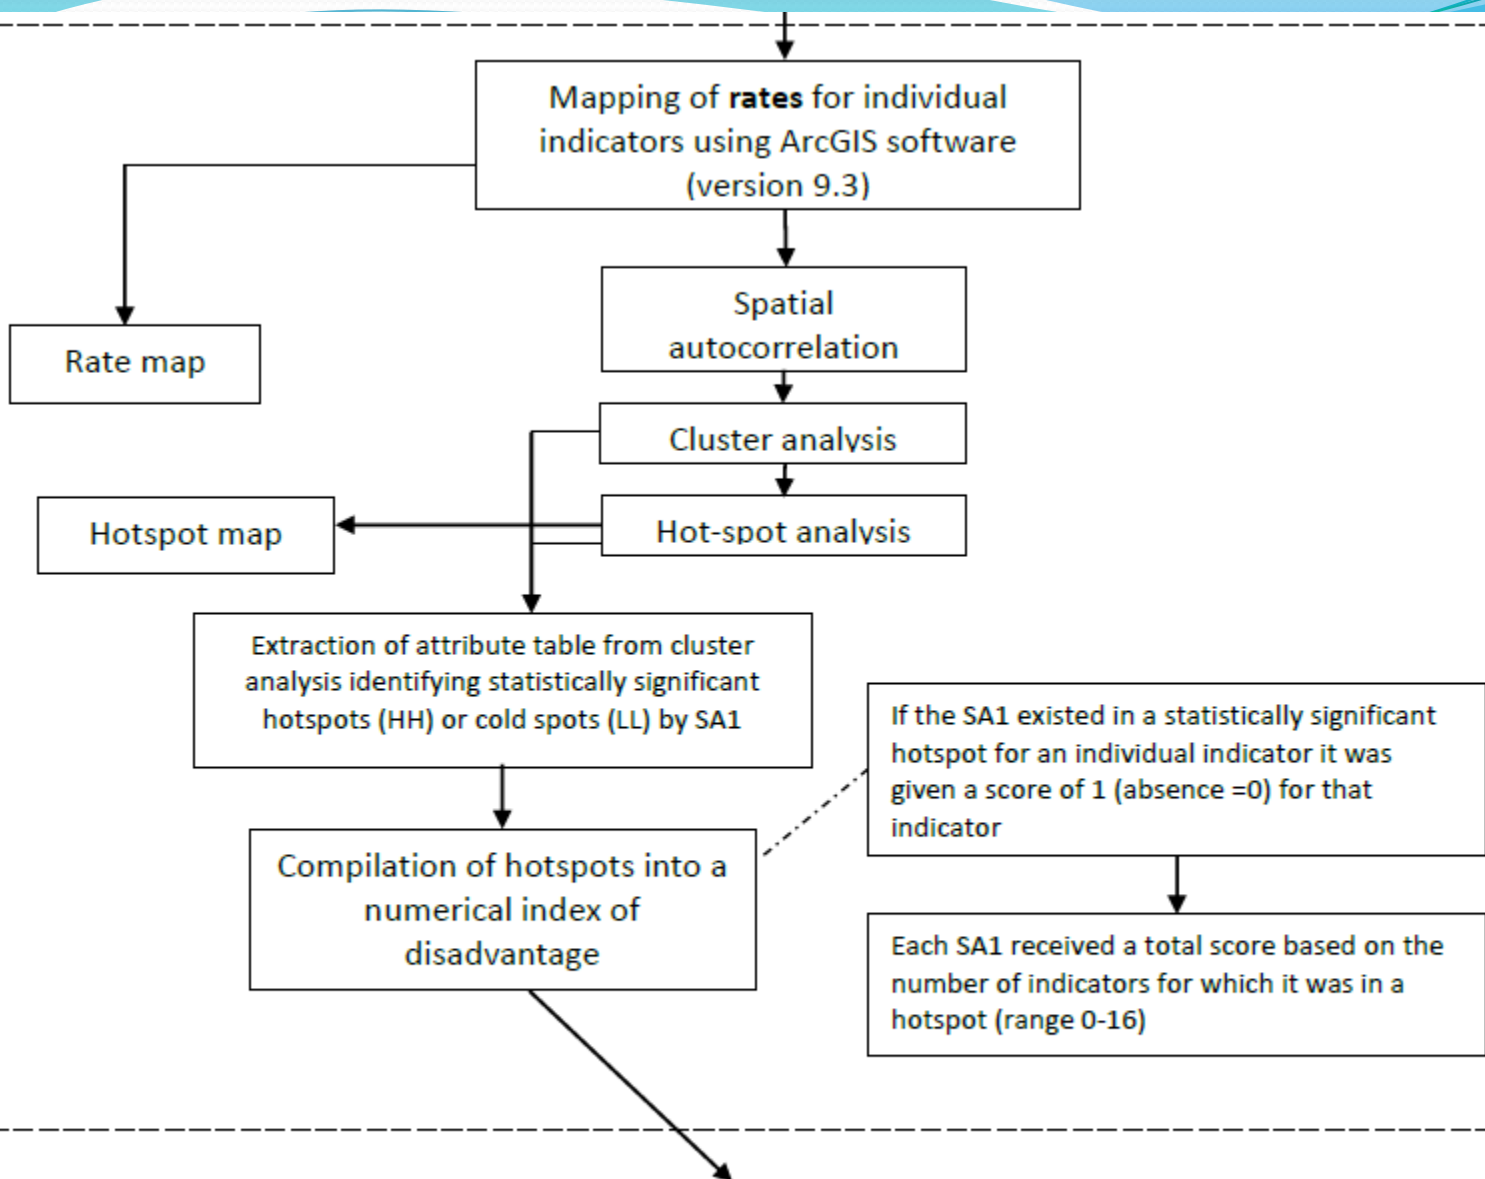 Mapping of rates for individual
indicators using ArcGIS software
(version 9.3)
Spatial
autocorrelation
Rate map
Cluster analysis
Hotspot map
Hot-spot analysis
Extraction of attribute table from cluster
analysis identifying statistically significant
hotspots (HH) or cold spots (LL) by SA1
If the SA1 existed in a statistically significant
hotspot for an individual indicator it was
given a score of 1 (absence =0) for that
indicator
Compilation of hotspots into a
numerical index of
disadvantage
Each SA1 received a total score based on the
number of indicators for which it was in a
hotspot (range 0-16)